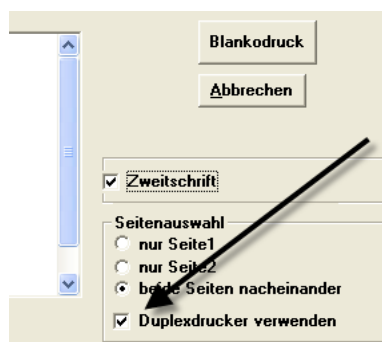 Blankodruck
Abbrechen
Zweitschrift
Seitenauswahl
nur Seite1
nur Seite2
beide Seiten nacheinander
Duplexdrucker verwenden